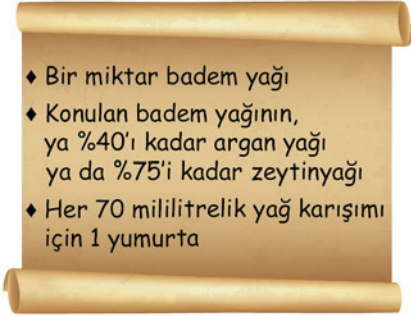 ♦ Bir miktar badem yağı
♦ Konulan badem yağının,
ya %40'ı kadar argan yağı
ya da %75'i kadar zeytinyağı
♦ Her 70 mililitrelik yağ karışımı
için 1 yumurta